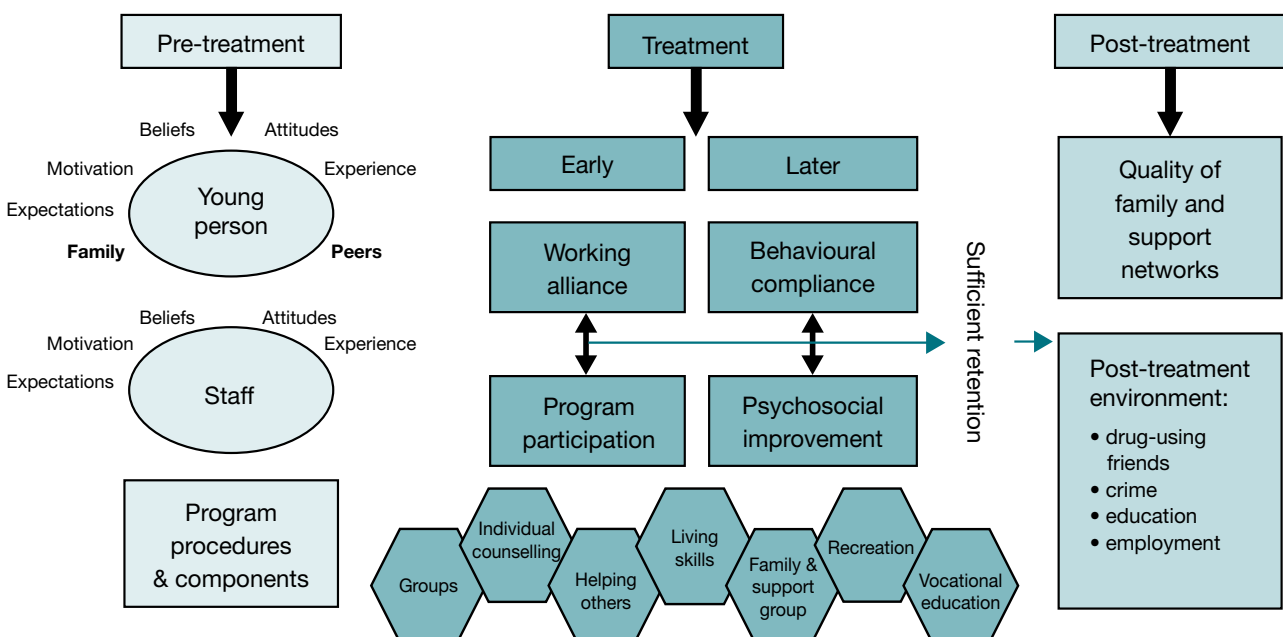 Pre-treatment
Beliefs
Attitudes
Motivation
Experience
Expectations
Young
person
Family
Peers
Beliefs
Attitudes
Motivation
Experience
Expectations
Staff
Program
procedures
& components
Treatment
Early
Later
Working
alliance
Behavioural
compliance
Program
participation
Psychosocial
improvement
Sufficient retention
Groups
Individual
counselling
Helping
others
Living
skills
Family &
support
group
Recreation
Vocational
education
Post-treatment
Quality of
family and
support
networks
Post-treatment
environment:
• drug-using
friends
• crime
• education
• employment